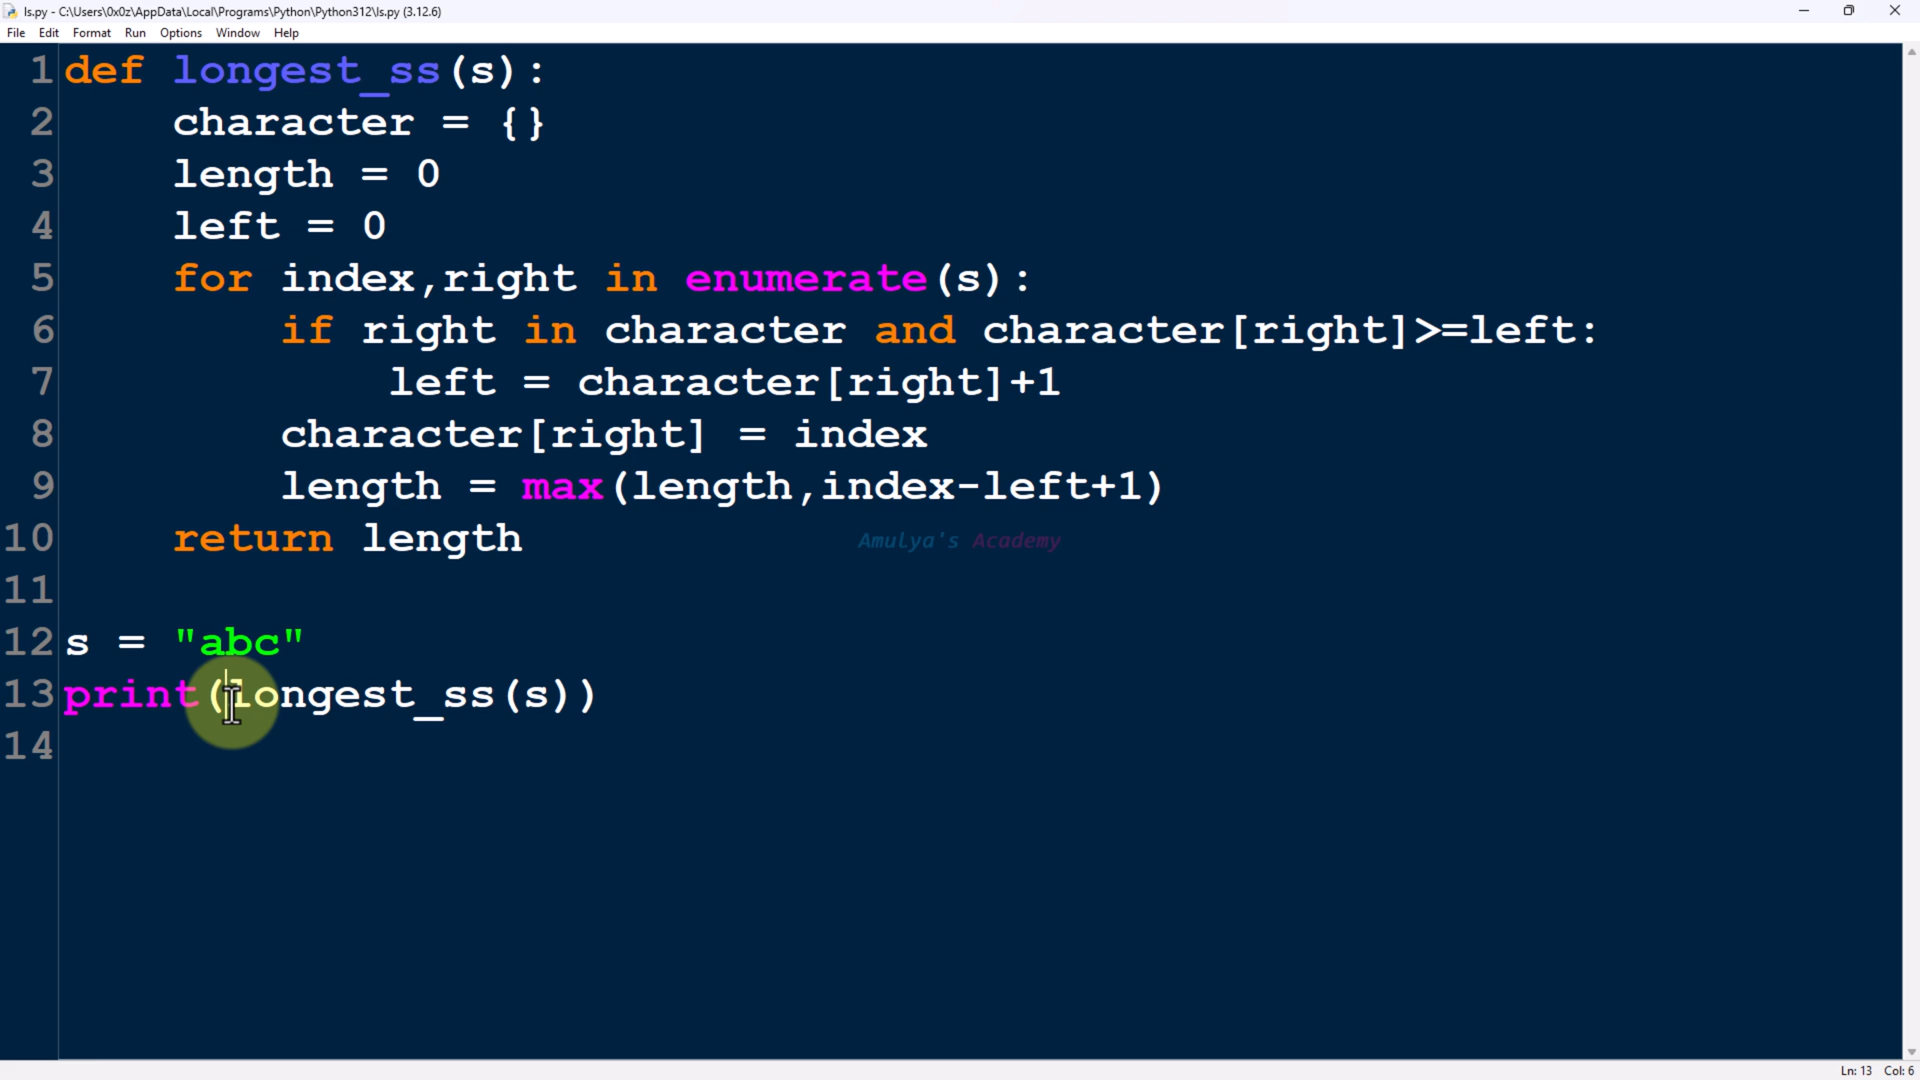 ls.py - C:\Users\0x0z\AppData\Local\Programs\Python\Python312\ls.py (3.12.6)
File Edit Format Run Options Window Help
1 def longest_ss(s):
2     character = {}
3     length = 0
4     left = 0
5     for index,right in enumerate(s):
6         if right in character and character[right]>=left:
7             left = character[right]+1
8         character[right] = index
9         length = max(length,index-left+1)
10     return length
Amulya's Academy
11
12 s = "abc"
13 print(longest_ss(s))
14
Ln: 13 Col: 6